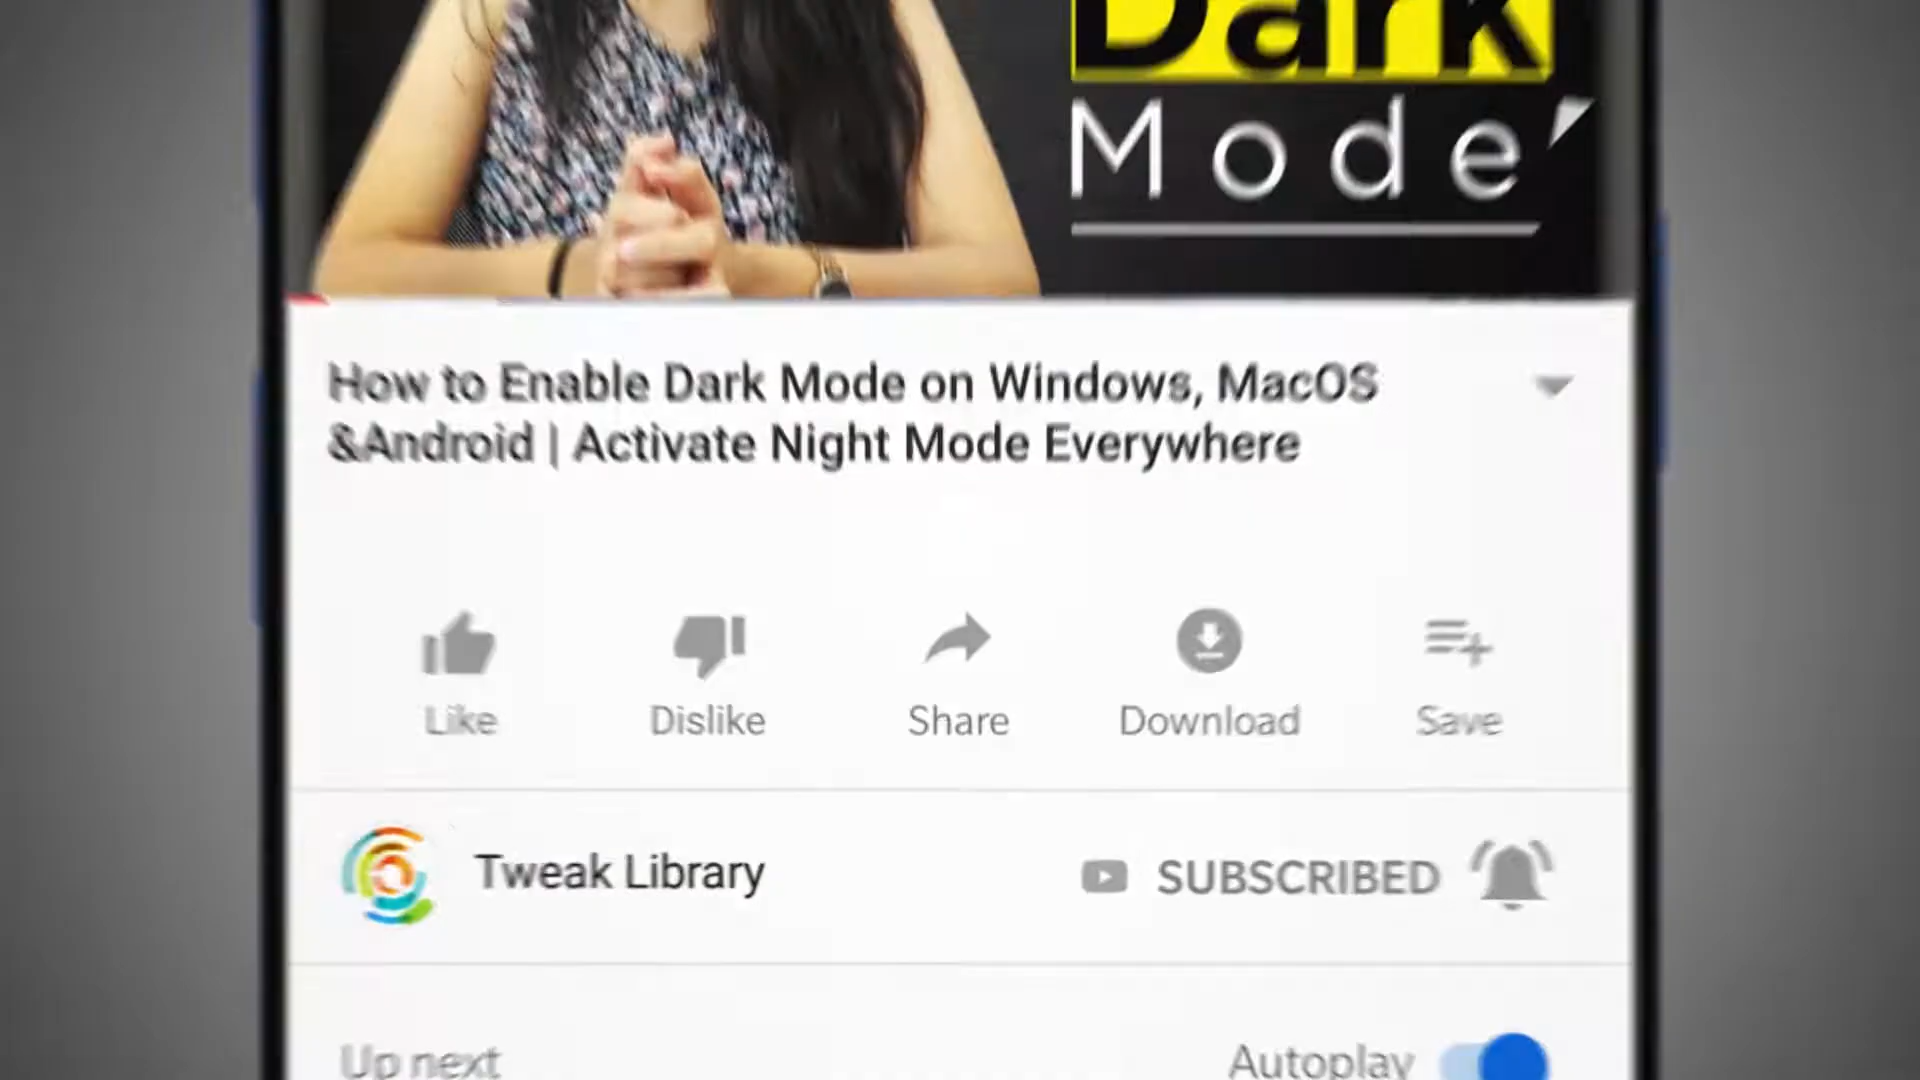 Dark
Mode
How to Enable Dark Mode on Windows, MacOS
&Android | Activate Night Mode Everywhere
Like Dislike Share Download Save
Tweak Library SUBSCRIBED
Up next Autoplay